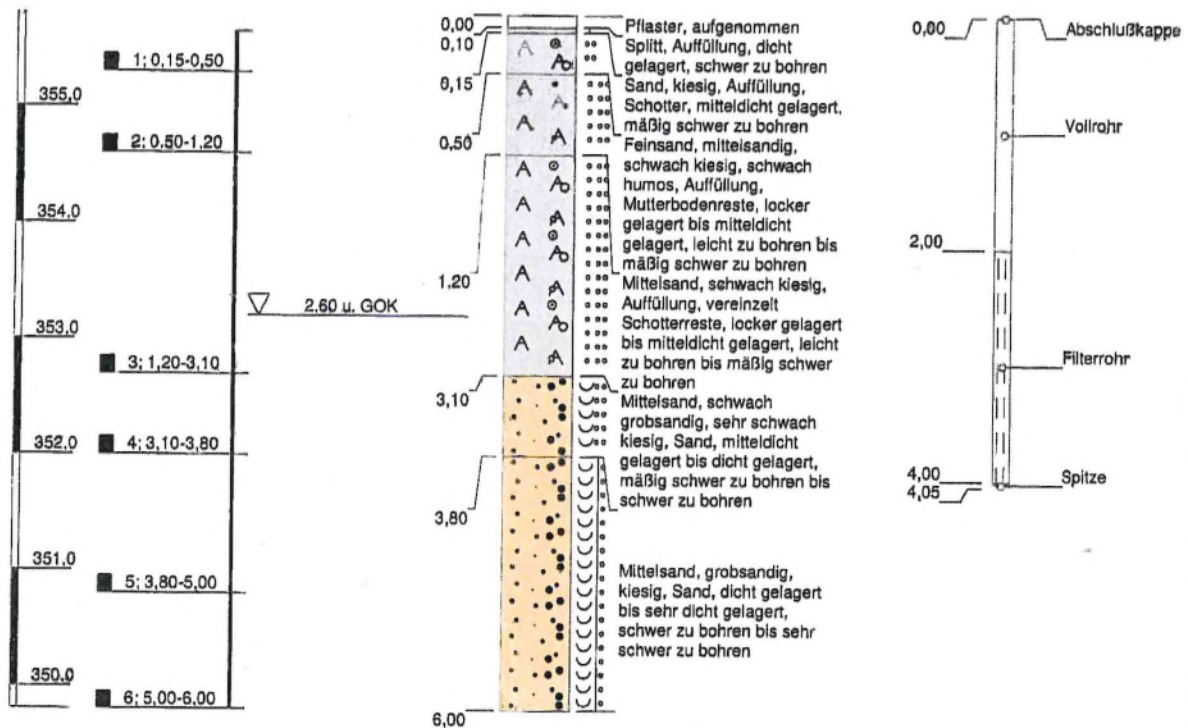 355,0
354,0
353,0
352,0
351,0
350,0
1; 0,15-0,50
2; 0,50-1,20
3; 1,20-3,10
4; 3,10-3,80
5; 3,80-5,00
6; 5,00-6,00
2.60 u. GOK
0,00
0,10
0,15
0,50
1,20
3,10
3,80
6,00
Pflaster, aufgenommen
Splitt, Auffüllung, dicht
gelagert, schwer zu bohren
Sand, kiesig, Auffüllung,
Schotter, mitteldicht gelagert,
mäßig schwer zu bohren
Feinsand, mittelsandig,
schwach kiesig, schwach
humos, Auffüllung,
Mutterbodenreste, locker
gelagert bis mitteldicht
gelagert, leicht zu bohren bis
mäßig schwer zu bohren
Mittelsand, schwach kiesig,
Auffüllung, vereinzelt
Schotterreste, locker gelagert
bis mitteldicht gelagert, leicht
zu bohren bis mäßig schwer
zu bohren
Mittelsand, schwach
grobsandig, sehr schwach
kiesig, Sand, mitteldicht
gelagert bis dicht gelagert,
mäßig schwer zu bohren bis
schwer zu bohren
Mittelsand, grobsandig,
kiesig, Sand, dicht gelagert
bis sehr dicht gelagert,
schwer zu bohren bis sehr
schwer zu bohren
0,00
2,00
4,00
4,05
Abschlußkappe
Vollrohr
Filterrohr
Spitze